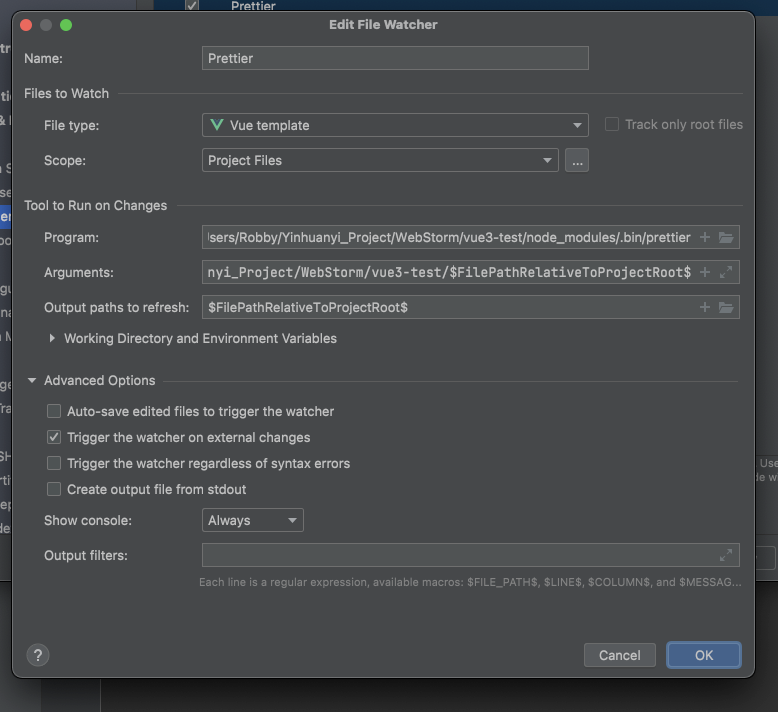 Prettier
Edit File Watcher
Name:
Prettier
Files to Watch
File type:
Vue template
Track only root files
Scope:
Project Files
...
Tool to Run on Changes
Program:
sers/Robby/Yinhuanyi_Project/WebStorm/vue3-test/node_modules/.bin/prettier
Arguments:
nyi_Project/WebStorm/vue3-test/$FilePathRelativeToProjectRoot$
Output paths to refresh:
$FilePathRelativeToProjectRoot$
Working Directory and Environment Variables
Advanced Options
Auto-save edited files to trigger the watcher
Trigger the watcher on external changes
Trigger the watcher regardless of syntax errors
Create output file from stdout
Show console:
Always
Output filters:
Each line is a regular expression, available macros: $FILE_PATH$, $LINE$, $COLUMN$, and $MESSAG...
?
Cancel
OK